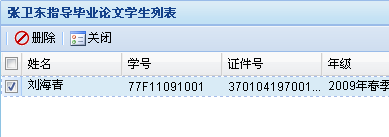 张卫东指导毕业论文学生列表
删除 关闭
姓名 学号 证件号 年级
刘海青 77F11091001 370104197001... 2009年春季